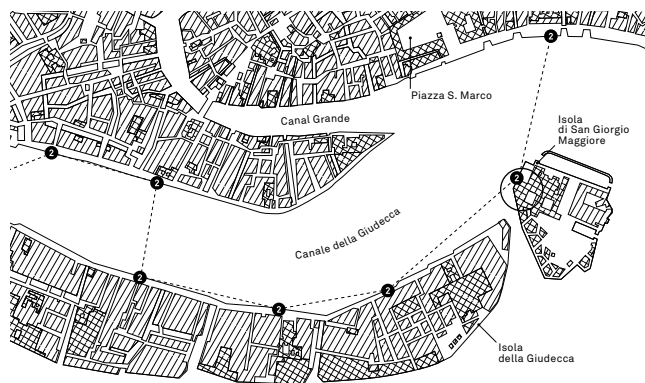 2
Piazza S. Marco
Isola
di San Giorgio
Maggiore
Canal Grande
2
2
2
Canale della Giudecca
2
2
2
Isola
della Giudecca